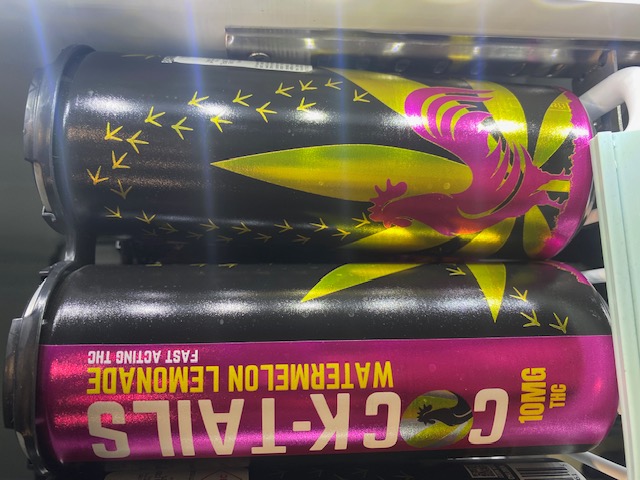 COCK-TAILS
WATERMELON LEMONADE
FAST ACTING THC
10MG
THC